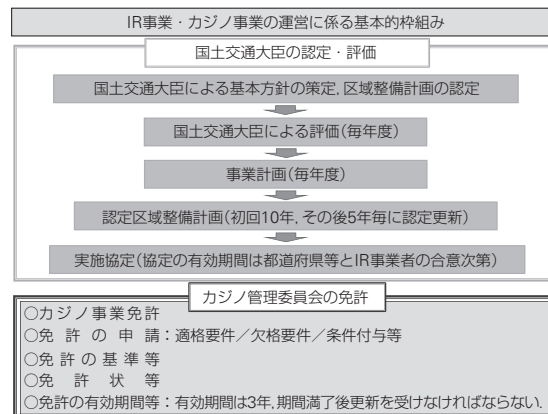 IR事業・カジノ事業の運営に係る基本的枠組み
国土交通大臣の認定・評価
国土交通大臣による基本方針の策定,区域整備計画の認定
国土交通大臣による評価(毎年度)
事業計画(毎年度)
認定区域整備計画(初回10年,その後5年毎に認定更新)
実施協定(協定の有効期間は都道府県等とIR事業者の合意次第)
カジノ管理委員会の免許
○カジノ事業免許
○免許の申請:適格要件/欠格要件/条件付与等
○免許の基準等
○免許状等
○免許の有効期間等:有効期間は3年,期間満了後更新を受けなければならない.